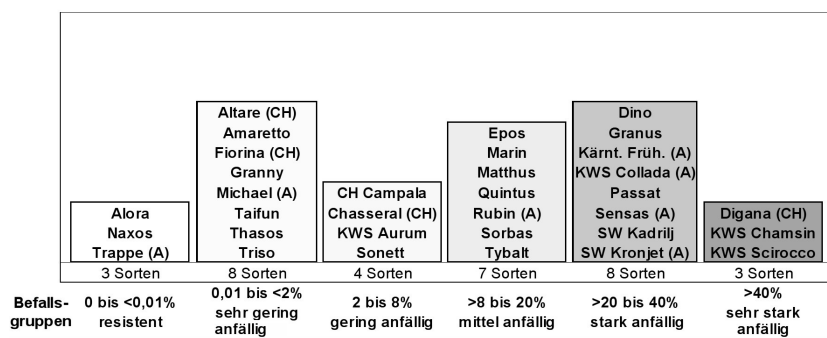 Alora
Naxos
Trappe (A)
Altare (CH)
Amaretto
Fiorina (CH)
Granny
Michael (A)
Taifun
Thasos
Triso
CH Campala
Chasseral (CH)
KWS Aurum
Sonett
Epos
Marin
Matthus
Quintus
Rubin (A)
Sorbas
Tybalt
Dino
Granus
Kärnt. Früh. (A)
KWS Collada (A)
Passat
Sensas (A)
SW Kadrilj
SW Kronjet (A)
Digana (CH)
KWS Chamsin
KWS Scirocco
3 Sorten
8 Sorten
4 Sorten
7 Sorten
8 Sorten
3 Sorten
Befalls-
gruppen
0 bis <0,01%
resistent
0,01 bis <2%
sehr gering
anfällig
2 bis 8%
gering anfällig
>8 bis 20%
mittel anfällig
>20 bis 40%
stark anfällig
>40%
sehr stark
anfällig